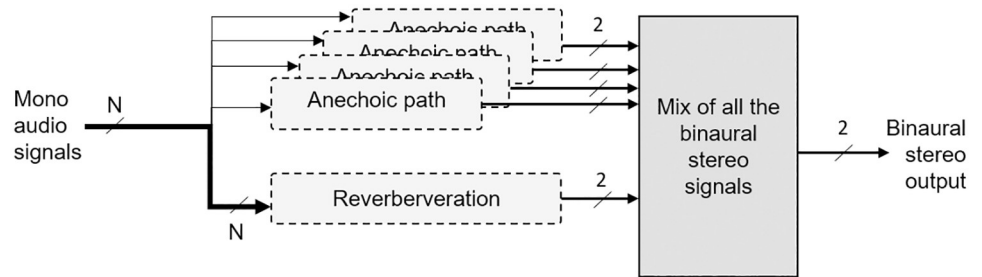 Mono
audio
signals
N
N
Anechoic path
Anechoic path
Anechoic path
Anechoic path
Reverberveration
2
2
Mix of all the
binaural
stereo
signals
2
Binaural
stereo
output